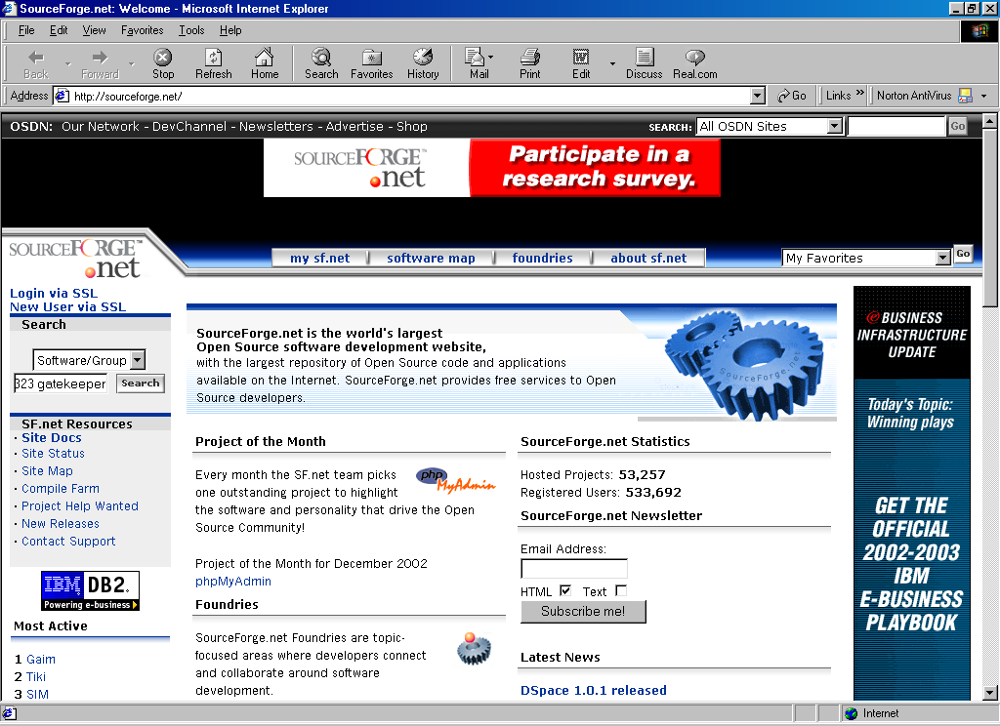 SourceForge.net: Welcome - Microsoft Internet Explorer
File Edit View Favorites Tools Help
Back Forward Stop Refresh Home Search Favorites History Mail Print Edit Discuss Real.com
Address http://sourceforge.net/ Go Links » Norton AntiVirus
OSDN: Our Network - DevChannel - Newsletters - Advertise - Shop SEARCH: All OSDN Sites Go
SOURCEFORGE™ .net
Participate in a
research survey.
SOURCEFORGE™
.net
my sf.net software map foundries about sf.net My Favorites Go
Login via SSL
New User via SSL
Search
Software/Group
323 gatekeeper Search
SF.net Resources
· Site Docs
· Site Status
· Site Map
· Compile Farm
· Project Help Wanted
· New Releases
· Contact Support
IBM DB2.
Powering e-business
Most Active
1 Gaim
2 Tiki
3 SIM
SourceForge.net is the world's largest
Open Source software development website,
with the largest repository of Open Source code and applications
available on the Internet. SourceForge.net provides free services to Open
Source developers.
SourceForge.net
Project of the Month
Every month the SF.net team picks
one outstanding project to highlight
the software and personality that drive the Open
Source Community!
php MyAdmin
Project of the Month for December 2002
phpMyAdmin
Foundries
SourceForge.net Foundries are topic-
focused areas where developers connect
and collaborate around software
development.
SourceForge.net Statistics
Hosted Projects: 53,257
Registered Users: 533,692
SourceForge.net Newsletter
Email Address:
HTML Text
Subscribe me!
Latest News
DSpace 1.0.1 released
e BUSINESS
INFRASTRUCTURE
UPDATE
Today's Topic:
Winning plays
GET THE
OFFICIAL
2002-2003
IBM
E-BUSINESS
PLAYBOOK
Internet